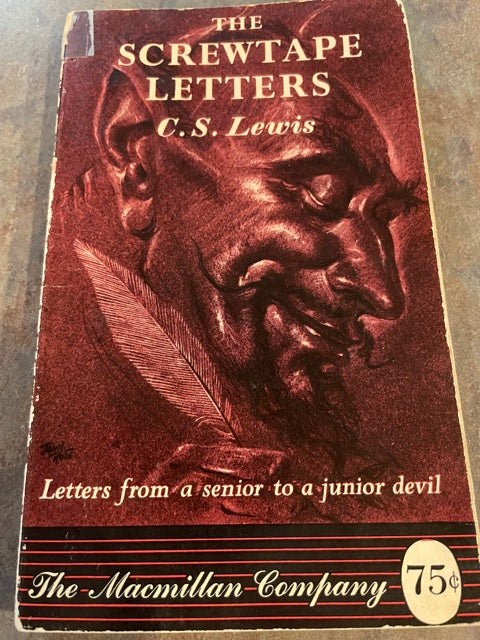 THE
SCREWTAPE
LETTERS
C. S. Lewis
Letters from a senior to a junior devil
The Macmillan Company
75¢